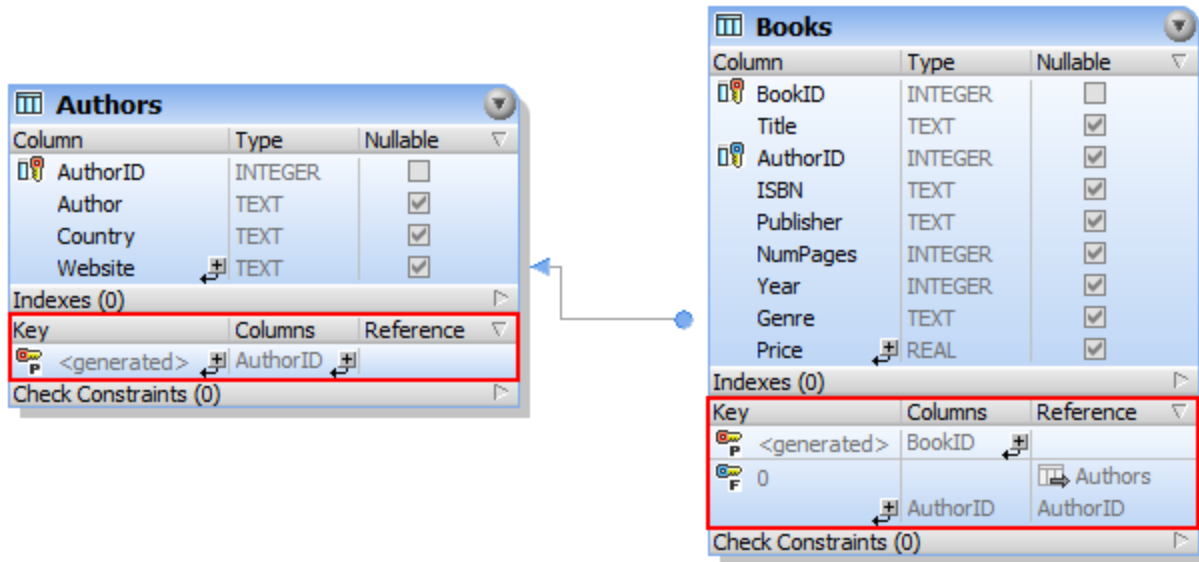 Authors
Column Type Nullable
AuthorID INTEGER
Author TEXT
Country TEXT
Website TEXT
Indexes (0)
Key Columns Reference
P <generated> AuthorID
Check Constraints (0)
Books
Column Type Nullable
BookID INTEGER
Title TEXT
AuthorID INTEGER
ISBN TEXT
Publisher TEXT
NumPages INTEGER
Year INTEGER
Genre TEXT
Price REAL
Indexes (0)
Key Columns Reference
P <generated> BookID
F 0 Authors
AuthorID AuthorID
Check Constraints (0)